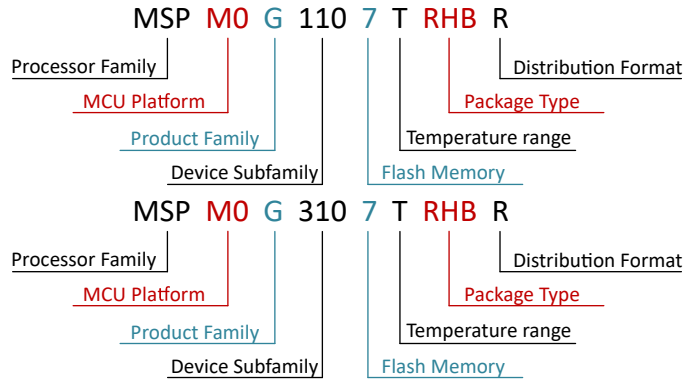 MSP M0 G 110 7 T RHB R
Processor Family Distribution Format
MCU Platform Package Type
Product Family Temperature range
Device Subfamily Flash Memory
MSP M0 G 310 7 T RHB R
Processor Family Distribution Format
MCU Platform Package Type
Product Family Temperature range
Device Subfamily Flash Memory